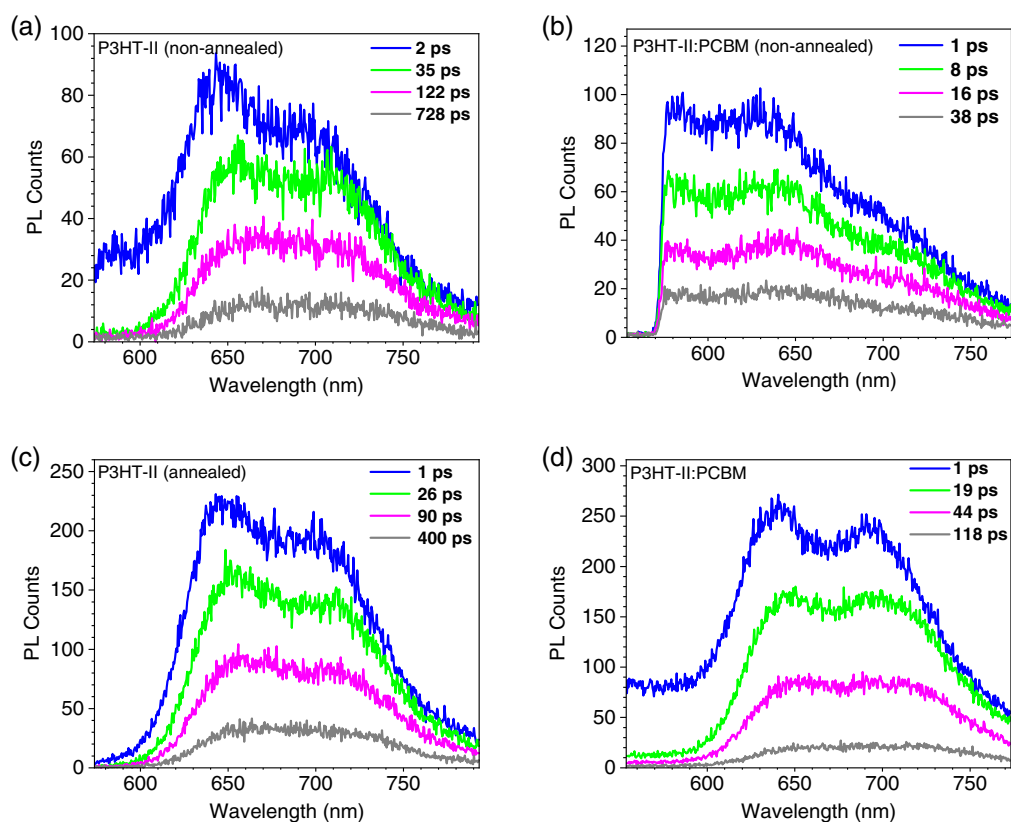 (a)
P3HT-II (non-annealed)
2 ps
35 ps
122 ps
728 ps
100
80
60
40
20
0
PL Counts
600 650 700 750
Wavelength (nm)
(b)
P3HT-II:PCBM (non-annealed)
1 ps
8 ps
16 ps
38 ps
120
100
80
60
40
20
0
PL Counts
600 650 700 750
Wavelength (nm)
(c)
P3HT-II (annealed)
1 ps
26 ps
90 ps
400 ps
250
200
150
100
50
0
PL Counts
600 650 700 750
Wavelength (nm)
(d)
P3HT-II:PCBM
1 ps
19 ps
44 ps
118 ps
300
250
200
150
100
50
0
PL Counts
600 650 700 750
Wavelength (nm)